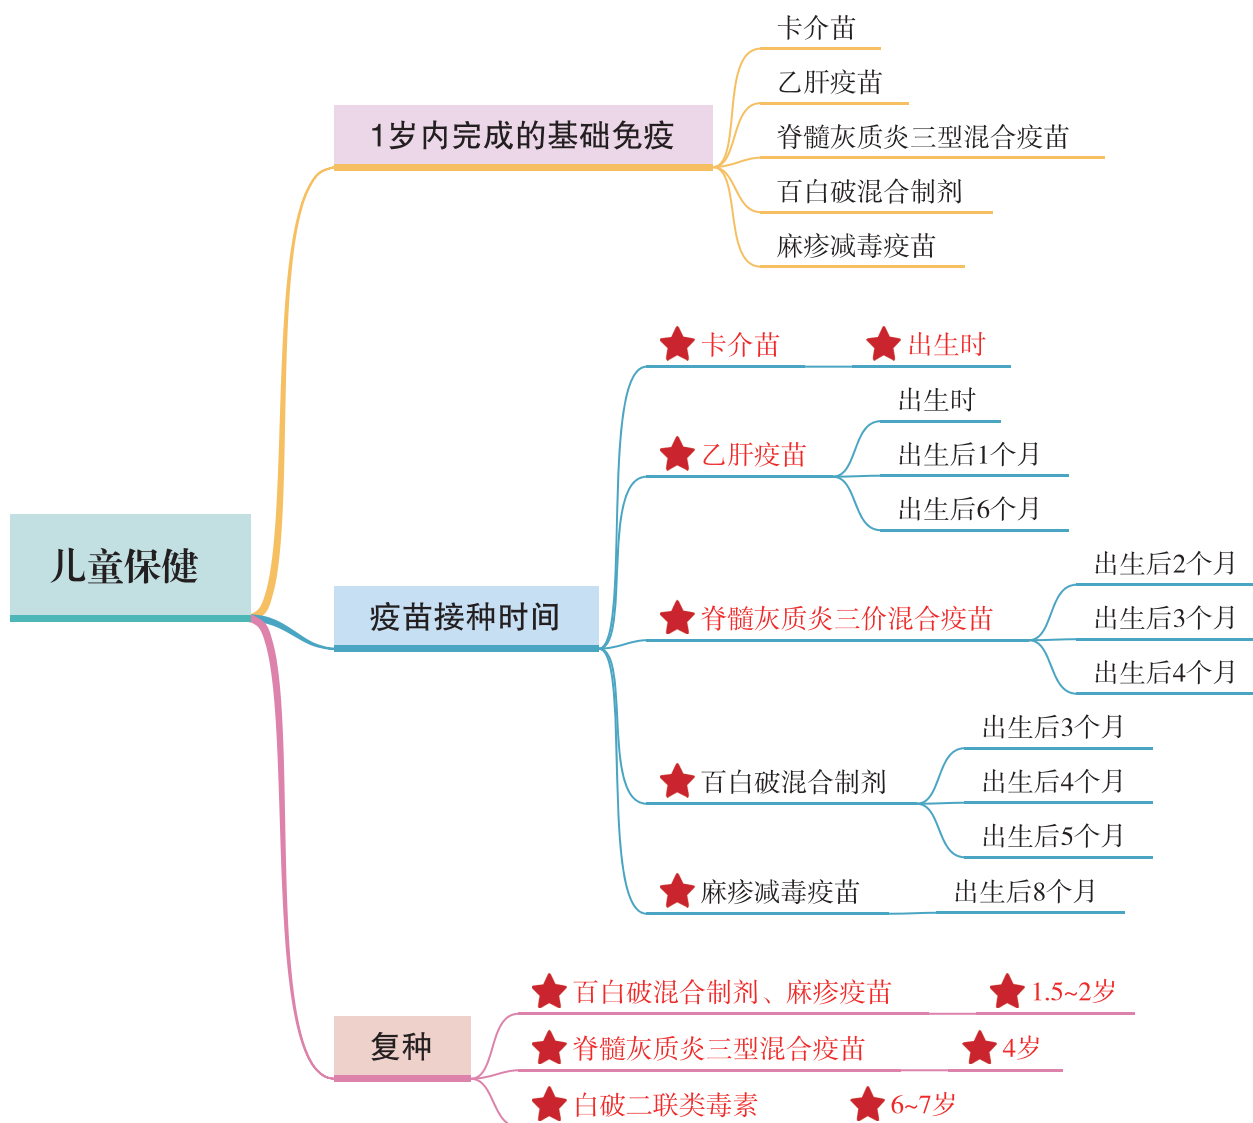 儿童保健
1岁内完成的基础免疫
卡介苗
乙肝疫苗
脊髓灰质炎三型混合疫苗
百白破混合制剂
麻疹减毒疫苗
疫苗接种时间
卡介苗
出生时
乙肝疫苗
出生时
出生后1个月
出生后6个月
脊髓灰质炎三价混合疫苗
出生后2个月
出生后3个月
出生后4个月
百白破混合制剂
出生后3个月
出生后4个月
出生后5个月
麻疹减毒疫苗
出生后8个月
复种
百白破混合制剂、麻疹疫苗
1.5~2岁
脊髓灰质炎三型混合疫苗
4岁
白破二联类毒素
6~7岁